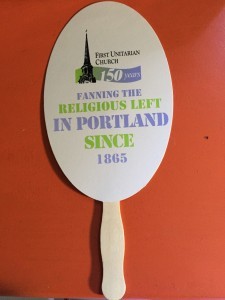 First Unitarian
Church
150 years
Fanning the
Religious Left
in Portland
Since
1865